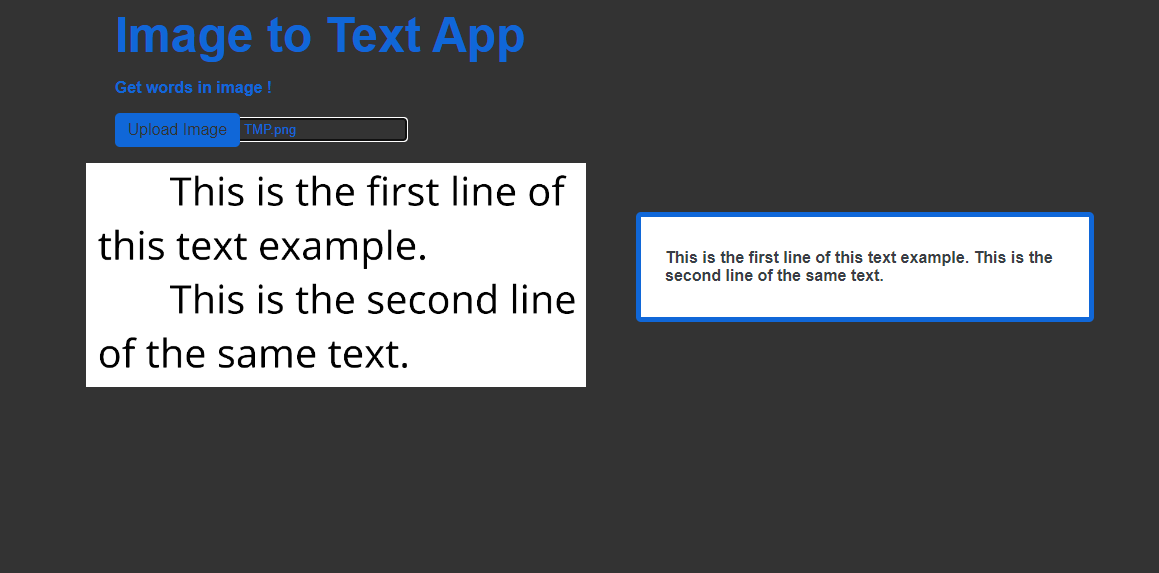 Image to Text App
Get words in image !
Upload Image TMP.png
This is the first line of
this text example.
This is the second line
of the same text.
This is the first line of this text example. This is the
second line of the same text.